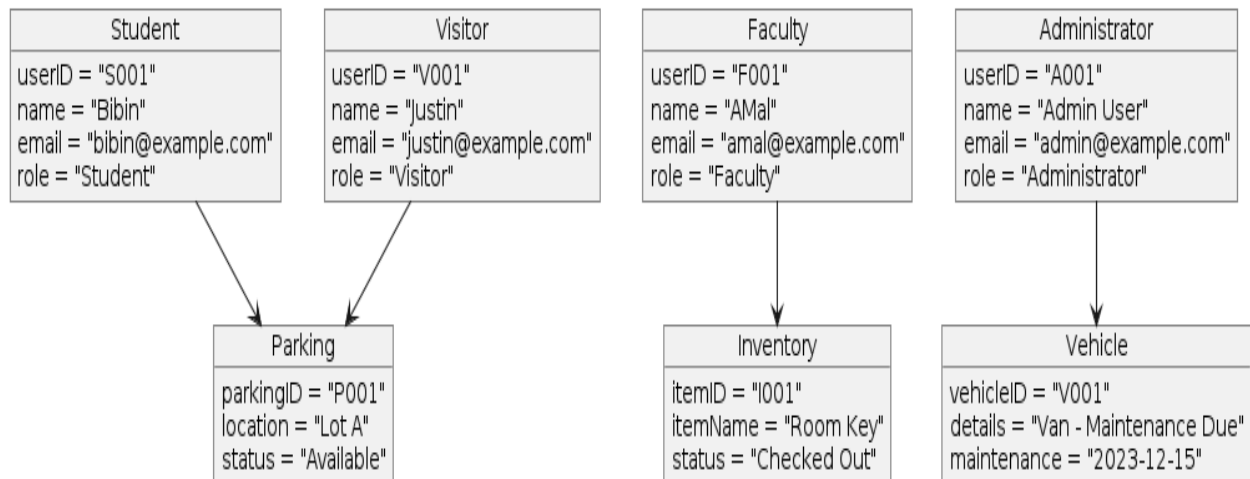 Student
userID = "S001"
name = "Bibin"
email = "bibin@example.com"
role = "Student"
Visitor
userID = "V001"
name = "Justin"
email = "justin@example.com"
role = "Visitor"
Faculty
userID = "F001"
name = "AMal"
email = "amal@example.com"
role = "Faculty"
Administrator
userID = "A001"
name = "Admin User"
email = "admin@example.com"
role = "Administrator"
Parking
parkingID = "P001"
location = "Lot A"
status = "Available"
Inventory
itemID = "I001"
itemName = "Room Key"
status = "Checked Out"
Vehicle
vehicleID = "V001"
details = "Van - Maintenance Due"
maintenance = "2023-12-15"